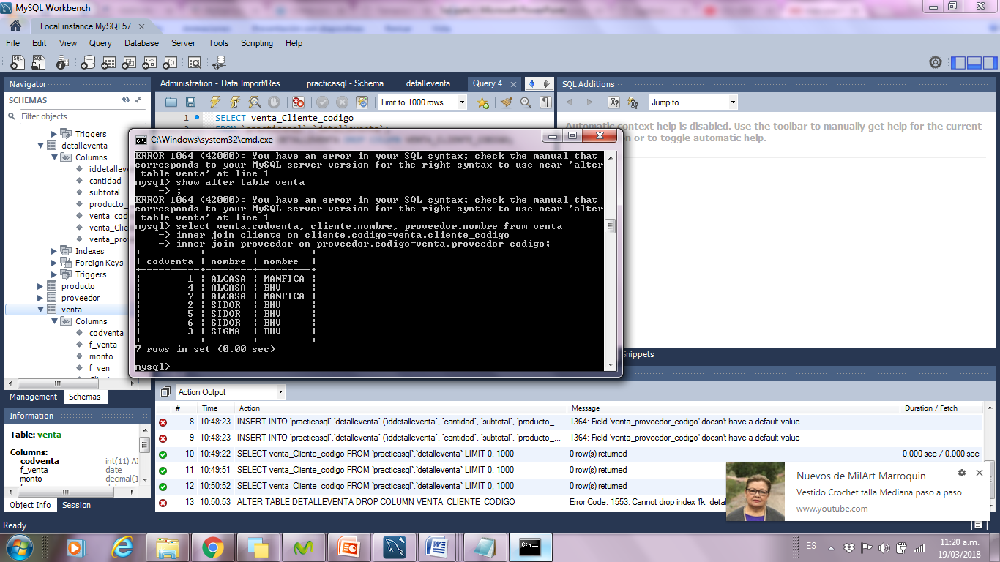 MySQL Workbench
Local instance MySQL57
File Edit View Query Database Server Tools Scripting Help
Navigator
SCHEMAS
Filter objects
Triggers
detalleventa
Columns
iddetalleve
cantidad
subtotal
producto_
venta_cod
venta_Clie
venta_pro
Indexes
Foreign Keys
Triggers
producto
proveedor
venta
Columns
codventa
f_venta
monto
f_ven
Management Schemas
Information
Table: venta
Columns:
codventa int(11) AI
f_venta date
monto decimal(1
Object Info Session
Ready
Administration - Data Import/Res... practicasql - Schema detalleventa Query 4
Limit to 1000 rows
1 SELECT venta_Cliente_codigo
SQL Additions
Jump to
Automatic context help is disabled. Use the toolbar to manually get help for the current
on or to toggle automatic help.
Snippets
C:\Windows\system32\cmd.exe
ERROR 1064 (42000): You have an error in your SQL syntax; check the manual that
corresponds to your MySQL server version for the right syntax to use near 'alter
table venta' at line 1
mysql> show alter table venta
-> ;
ERROR 1064 (42000): You have an error in your SQL syntax; check the manual that
corresponds to your MySQL server version for the right syntax to use near 'alter
table venta' at line 1
mysql> select venta.codventa, cliente.nombre, proveedor.nombre from venta
-> inner join cliente on cliente.codigo=venta.cliente_codigo
-> inner join proveedor on proveedor.codigo=venta.proveedor_codigo;
+----------+--------+---------+
| codventa | nombre | nombre |
+----------+--------+---------+
| 1 | ALCASA | MANFICA |
| 4 | ALCASA | BHV |
| 7 | ALCASA | MANFICA |
| 2 | SIDOR | BHV |
| 5 | SIDOR | BHV |
| 6 | SIDOR | BHV |
| 3 | SIGMA | BHV |
+----------+--------+---------+
7 rows in set (0.00 sec)
mysql>
Action Output
# Time Action Message Duration / Fetch
8 10:48:23 INSERT INTO `practicasql`.`detalleventa` (`iddetalleventa`, `cantidad`, `subtotal`, `producto_... 1364: Field 'venta_proveedor_codigo' doesn't have a default value
9 10:48:23 INSERT INTO `practicasql`.`detalleventa` (`iddetalleventa`, `cantidad`, `subtotal`, `producto_... 1364: Field 'venta_proveedor_codigo' doesn't have a default value
10 10:49:22 SELECT venta_Cliente_codigo FROM `practicasql`.`detalleventa` LIMIT 0, 1000 0 row(s) returned 0,000 sec / 0,000 sec
11 10:49:51 SELECT venta_Cliente_codigo FROM `practicasql`.`detalleventa` LIMIT 0, 1000 0 row(s) returned
12 10:50:52 SELECT venta_Cliente_codigo FROM `practicasql`.`detalleventa` LIMIT 0, 1000 0 row(s) returned
13 10:50:53 ALTER TABLE DETALLEVENTA DROP COLUMN VENTA_CLIENTE_CODIGO Error Code: 1553. Cannot drop index 'fk_detal
Nuevos de MilArt Marroquin
Vestido Crochet talla Mediana paso a paso
www.youtube.com
ES
11:20 a.m.
19/03/2018